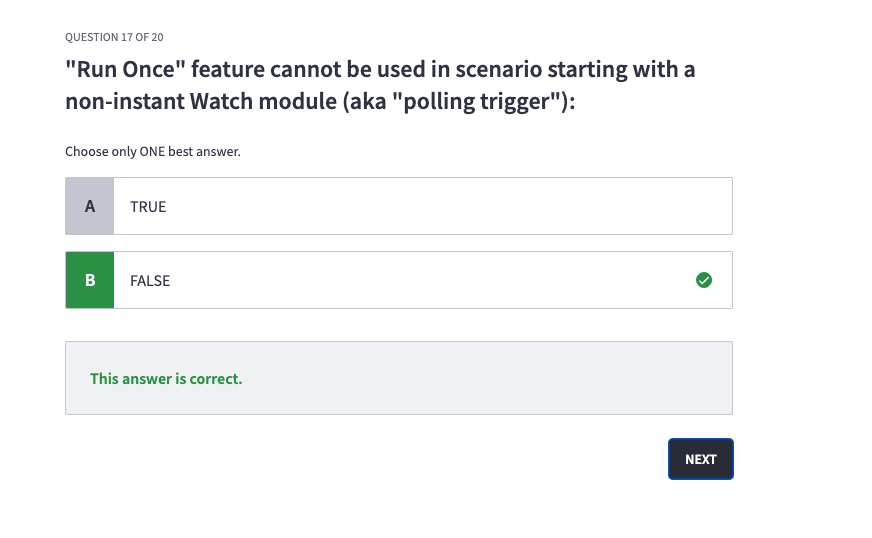 QUESTION 17 OF 20
"Run Once" feature cannot be used in scenario starting with a
non-instant Watch module (aka "polling trigger"):
Choose only ONE best answer.
A TRUE
B FALSE
This answer is correct.
NEXT